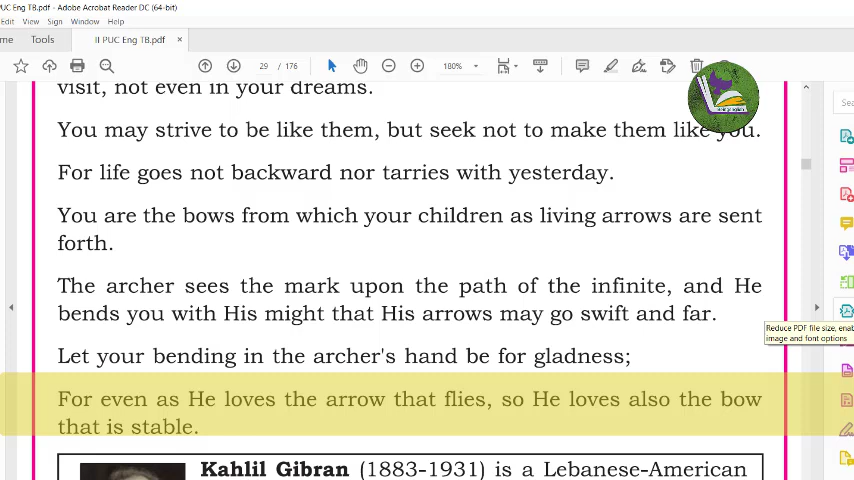 PUC Eng TB.pdf - Adobe Acrobat Reader DC (64-bit)
Edit View Sign Window Help
me Tools II PUC Eng TB.pdf ×
29 / 176 180%
visit, not even in your dreams.
You may strive to be like them, but seek not to make them like you.
For life goes not backward nor tarries with yesterday.
You are the bows from which your children as living arrows are sent
forth.
The archer sees the mark upon the path of the infinite, and He
bends you with His might that His arrows may go swift and far.
Reduce PDF file size, enab
image and font options
Let your bending in the archer's hand be for gladness;
For even as He loves the arrow that flies, so He loves also the bow
that is stable.
Kahlil Gibran (1883-1931) is a Lebanese-American